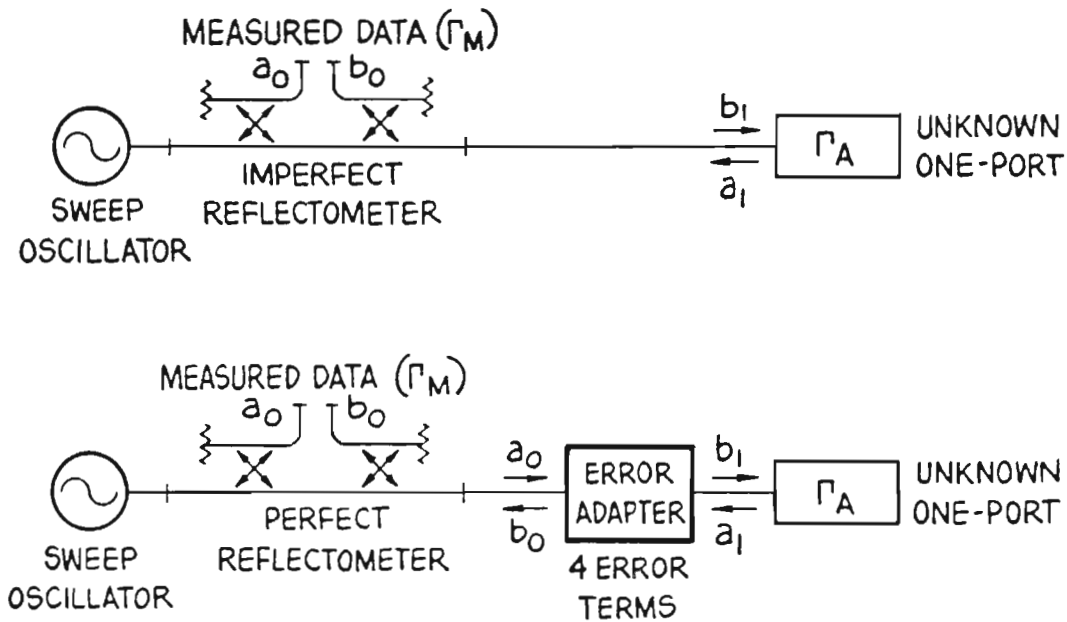 MEASURED DATA (ΓM)
a0 b0
b1
ΓA
a1
UNKNOWN
ONE-PORT
IMPERFECT
REFLECTOMETER
SWEEP
OSCILLATOR
MEASURED DATA (ΓM)
a0 b0
a0
b0
ERROR
ADAPTER
b1
a1
ΓA
UNKNOWN
ONE-PORT
PERFECT
REFLECTOMETER
4 ERROR
TERMS
SWEEP
OSCILLATOR